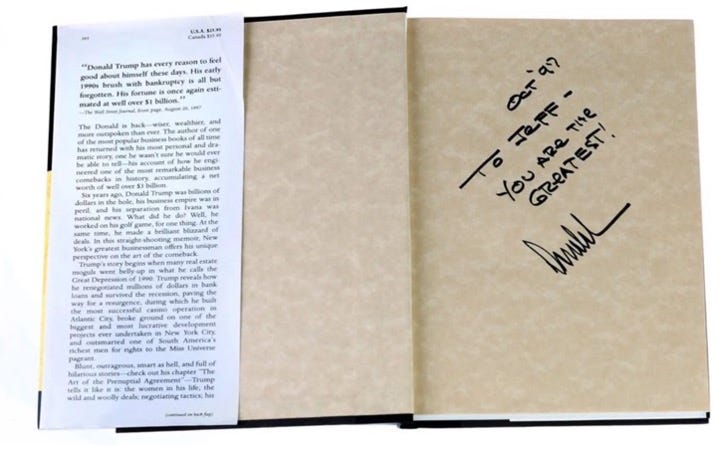 U.S.A. $25.95
Canada $35.95
"Donald Trump has every reason to feel
good about himself these days. His early
1990s brush with bankruptcy is all but
forgotten. His fortune is once again esti-
mated at well over $1 billion."
—The Wall Street Journal, front page, August 20, 1997
The Donald is back—wiser, wealthier, and
more outspoken than ever. The author of one
of the most popular business books of all time
has returned with his most personal and dra-
matic story, one he wasn't sure he would ever
be able to tell—his account of how he engi-
neered one of the most remarkable business
comebacks in history, accumulating a net
worth of well over $3 billion.
Six years ago, Donald Trump was billions of
dollars in the hole, his business empire was in
peril, and his separation from Ivana was
national news. What did he do? Well, he
worked on his golf game, for one thing. At the
same time, he made a brilliant blizzard of
deals. In this straight-shooting memoir, New
York's greatest businessman offers his unique
perspective on the art of the comeback.
Trump's story begins when many real estate
moguls went belly-up in what he calls the
Great Depression of 1990. Trump reveals how
he renegotiated millions of dollars in bank
loans and survived the recession, paving the
way for a resurgence, during which he built
the most successful casino operation in
Atlantic City, broke ground on one of the
biggest and most lucrative development
projects ever undertaken in New York City,
and outsmarted one of South America's
richest men for rights to the Miss Universe
pageant.
Blunt, outrageous, smart as hell, and full of
hilarious stories—check out his chapter "The
Art of the Prenuptial Agreement"—Trump
tells it like it is: the women in his life; the
wild and woolly deals; negotiating tactics; his
(continued on back flap)
TO JEFF -
YOU ARE THE
GREATEST!